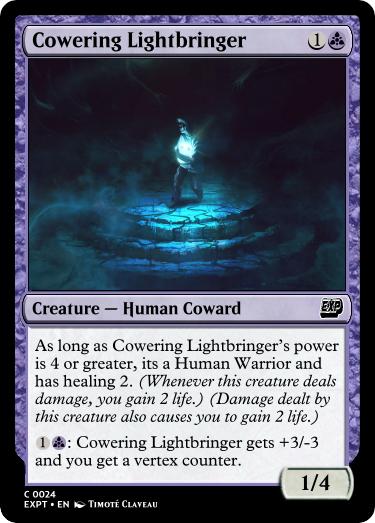 Cowering Lightbringer 1
Creature — Human Coward EXP
As long as Cowering Lightbringer's power
is 4 or greater, its a Human Warrior and
has healing 2. (Whenever this creature deals
damage, you gain 2 life.) (Damage dealt by
this creature also causes you to gain 2 life.)
1: Cowering Lightbringer gets +3/-3
and you get a vertex counter.
1/4
C 0024
EXPT • EN Timoté Claveau